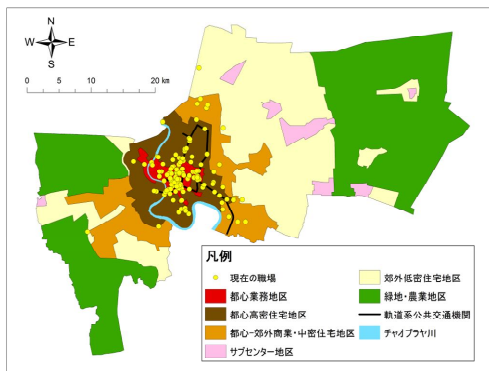 N
W E
S
0 5 10 20 km
凡例
現在の職場
都心業務地区
都心高密住宅地区
都心-郊外商業・中密住宅地区
サブセンター地区
郊外低密住宅地区
緑地・農業地区
軌道系公共交通機関
チャイプラヤ川